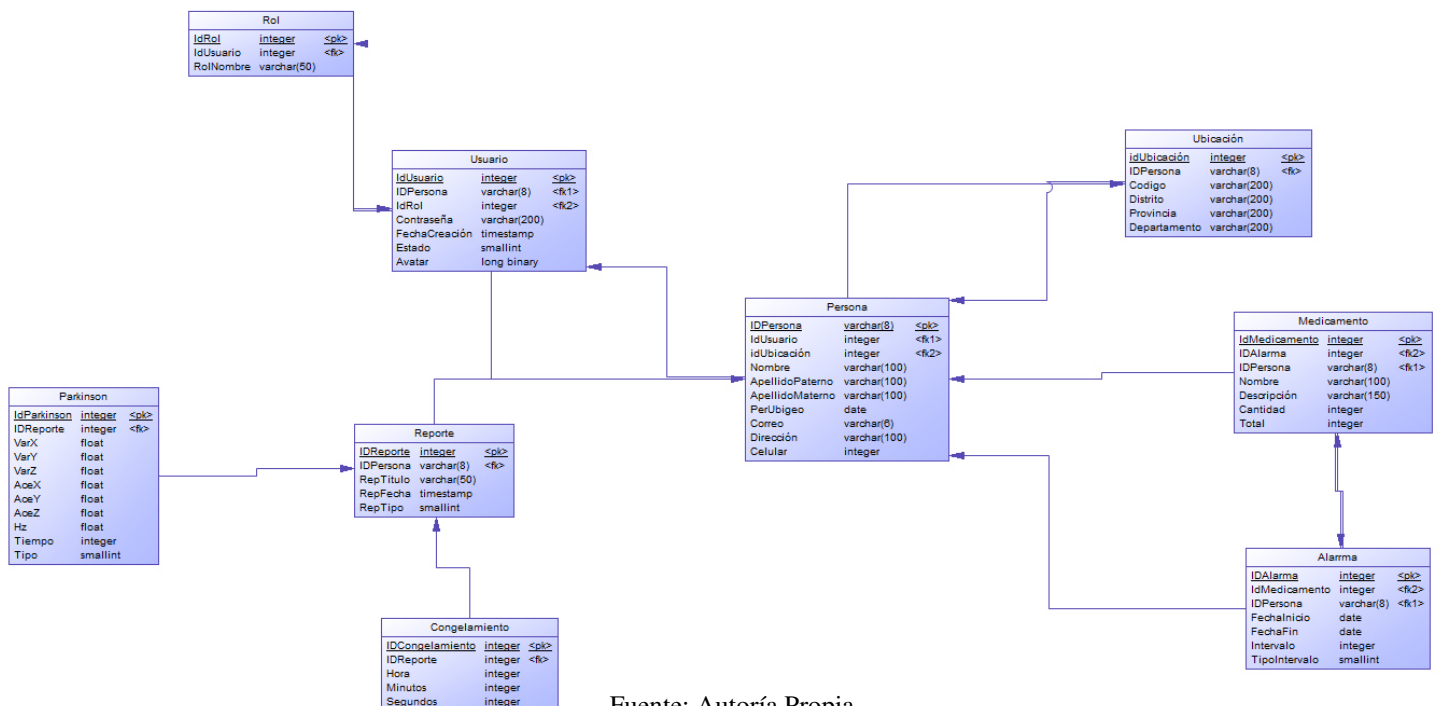 Rol
IdRol integer <pk>
IdUsuario integer <fk>
RolNombre varchar(50)
Usuario
IdUsuario integer <pk>
IDPersona varchar(8) <fk1>
IdRol integer <fk2>
Contraseña varchar(200)
FechaCreación timestamp
Estado smallint
Avatar long binary
Ubicación
idUbicación integer <pk>
IDPersona varchar(8) <fk>
Codigo varchar(200)
Distrito varchar(200)
Provincia varchar(200)
Departamento varchar(200)
Persona
IDPersona varchar(8) <pk>
IdUsuario integer <fk1>
idUbicación integer <fk2>
Nombre varchar(100)
ApellidoPaterno varchar(100)
ApellidoMaterno varchar(100)
PerUbigeo date
Correo varchar(6)
Dirección varchar(100)
Celular integer
Medicamento
IdMedicamento integer <pk>
IDAlarma integer <fk2>
IDPersona varchar(8) <fk1>
Nombre varchar(100)
Descripción varchar(150)
Cantidad integer
Total integer
Parkinson
IdParkinson integer <pk>
IDReporte integer <fk>
VarX float
VarY float
VarZ float
AceX float
AceY float
AceZ float
Hz float
Tiempo integer
Tipo smallint
Reporte
IDReporte integer <pk>
IDPersona varchar(8) <fk>
RepTitulo varchar(50)
RepFecha timestamp
RepTipo smallint
Alarrma
IDAlarma integer <pk>
IdMedicamento integer <fk2>
IDPersona varchar(8) <fk1>
FechaInicio date
FechaFin date
Intervalo integer
TipoIntervalo smallint
Congelamiento
IDCongelamiento integer <pk>
IDReporte integer <fk>
Hora integer
Minutos integer
Segundos integer
Fuente: Autoría Propia